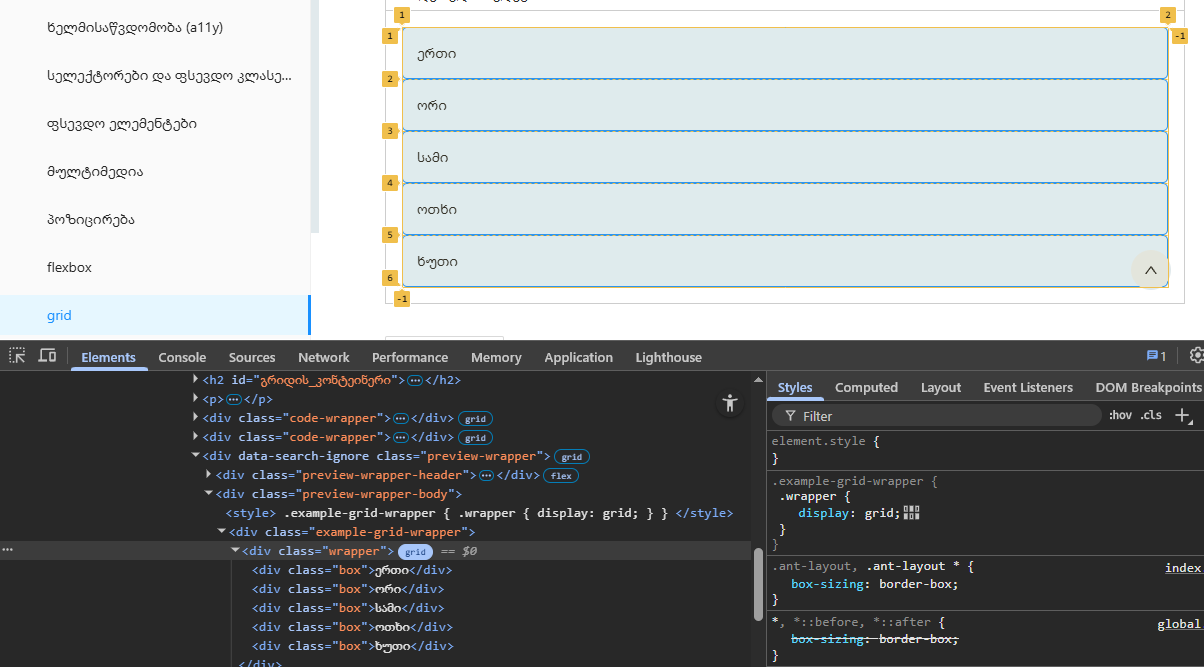 ხელმისაწვდომობა (a11y)
სელექტორები და ფსევდო კლასე...
ფსევდო ელემენტები
მულტიმედია
პოზიცირება
flexbox
grid
1 2
1 -1
ერთი
2
ორი
3
სამი
4
ოთხი
5
ხუთი
6
-1
Elements Console Sources Network Performance Memory Application Lighthouse 1
<h2 id="გრიდის_კონტეინერი">…</h2>
<p>…</p>
<div class="code-wrapper">…</div> grid
<div class="code-wrapper">…</div> grid
<div data-search-ignore class="preview-wrapper"> grid
<div class="preview-wrapper-header">…</div> flex
<div class="preview-wrapper-body">
<style> .example-grid-wrapper { .wrapper { display: grid; } } </style>
<div class="example-grid-wrapper">
… <div class="wrapper"> grid == $0
<div class="box">ერთი</div>
<div class="box">ორი</div>
<div class="box">სამი</div>
<div class="box">ოთხი</div>
<div class="box">ხუთი</div>
</div>
Styles Computed Layout Event Listeners DOM Breakpoints
Filter :hov .cls +
element.style {
}
.example-grid-wrapper {
.wrapper {
display: grid;
}
}
.ant-layout, .ant-layout * { index
box-sizing: border-box;
}
*, *::before, *::after { global
box-sizing: border-box;
}